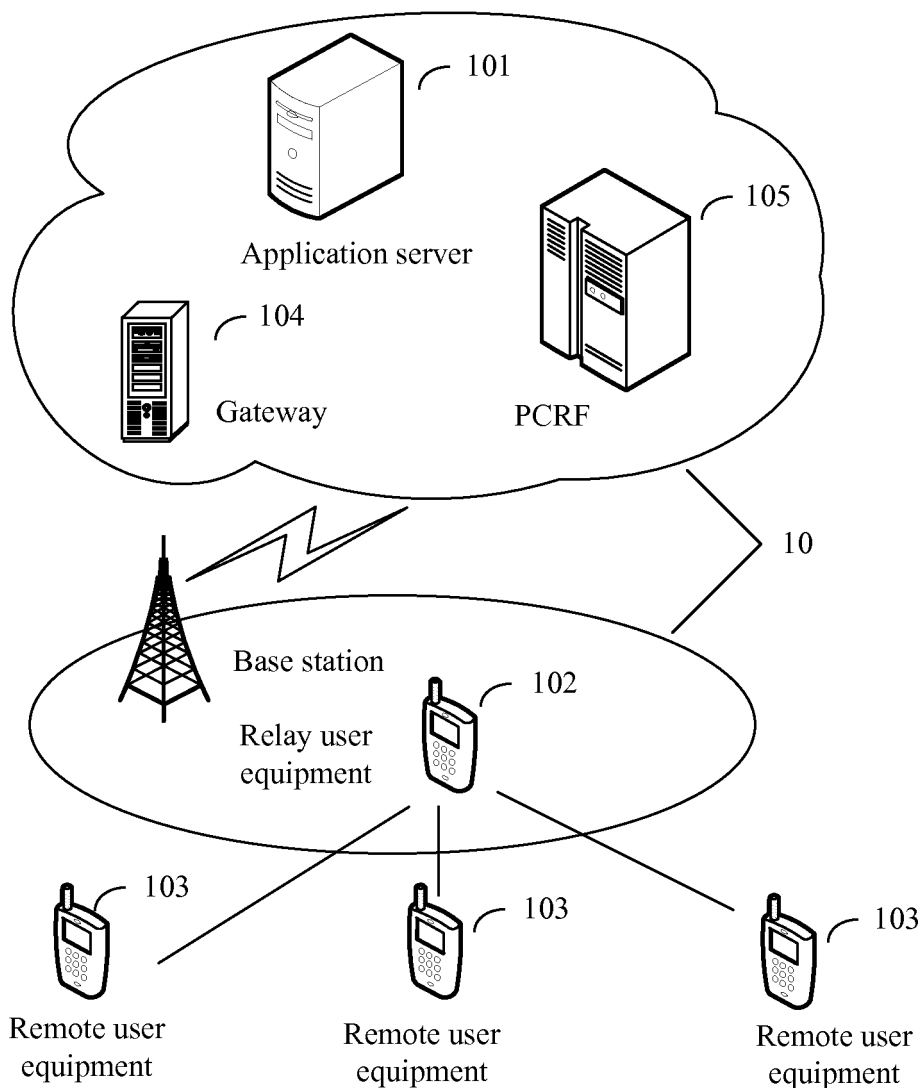 101
Application server
105
PCRF
104
Gateway
10
Base station
102
Relay user
equipment
103
Remote user
equipment
103
Remote user
equipment
103
Remote user
equipment